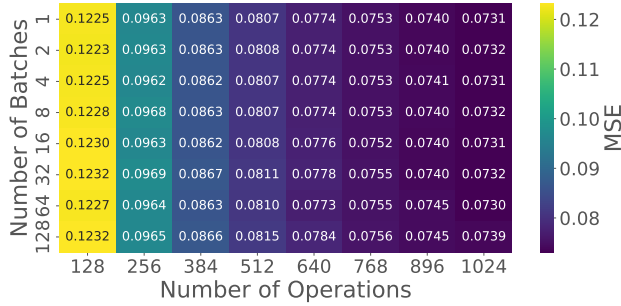 Number of Batches
1 0.1225 0.0963 0.0863 0.0807 0.0774 0.0753 0.0740 0.0731
2 0.1223 0.0963 0.0863 0.0808 0.0774 0.0753 0.0740 0.0732
4 0.1225 0.0962 0.0862 0.0807 0.0774 0.0753 0.0741 0.0731
8 0.1228 0.0968 0.0863 0.0807 0.0774 0.0753 0.0740 0.0732
16 0.1230 0.0963 0.0862 0.0808 0.0776 0.0752 0.0740 0.0731
32 0.1232 0.0969 0.0867 0.0811 0.0778 0.0755 0.0740 0.0732
64 0.1227 0.0964 0.0863 0.0810 0.0773 0.0755 0.0745 0.0730
128 0.1232 0.0965 0.0866 0.0815 0.0784 0.0756 0.0745 0.0739
128 256 384 512 640 768 896 1024
Number of Operations
0.12
0.11
0.10
0.09
0.08
MSE